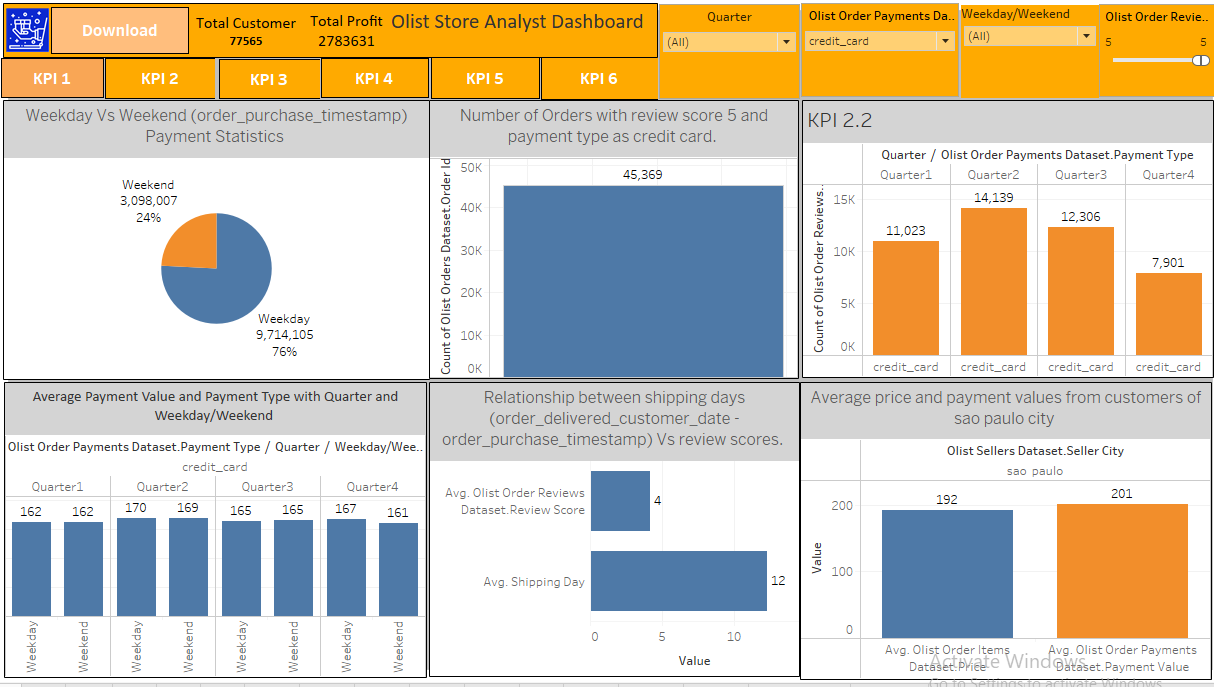 Download
Total Customer
77565
Total Profit
2783631
Olist Store Analyst Dashboard
Quarter
(All)
Olist Order Payments Da..
credit_card
Weekday/Weekend
(All)
Olist Order Revie..
5 5
KPI 1
KPI 2
KPI 3
KPI 4
KPI 5
KPI 6
Weekday Vs Weekend (order_purchase_timestamp)
Payment Statistics
Weekend
3,098,007
24%
Weekday
9,714,105
76%
Number of Orders with review score 5 and
payment type as credit card.
Count of Olist Orders Dataset.Order Id
50K
40K
30K
20K
10K
0K
45,369
KPI 2.2
Quarter / Olist Order Payments Dataset.Payment Type
Quarter1 Quarter2 Quarter3 Quarter4
Count of Olist Order Reviews..
15K
10K
5K
0K
11,023
14,139
12,306
7,901
credit_card credit_card credit_card credit_card
Average Payment Value and Payment Type with Quarter and
Weekday/Weekend
Olist Order Payments Dataset.Payment Type / Quarter / Weekday/Wee..
credit_card
Quarter1 Quarter2 Quarter3 Quarter4
162 162 170 169 165 165 167 161
Weekday Weekend Weekday Weekend Weekday Weekend Weekday Weekend
Relationship between shipping days
(order_delivered_customer_date -
order_purchase_timestamp) Vs review scores.
Avg. Olist Order Reviews
Dataset.Review Score
4
Avg. Shipping Day
12
0 5 10
Value
Average price and payment values from customers of
sao paulo city
Olist Sellers Dataset.Seller City
sao paulo
Value
200
100
0
192
201
Avg. Olist Order Items
Dataset.Price
Avg. Olist Order Payments
Dataset.Payment Value
Activate Windows
Go to Settings to activate Windows.